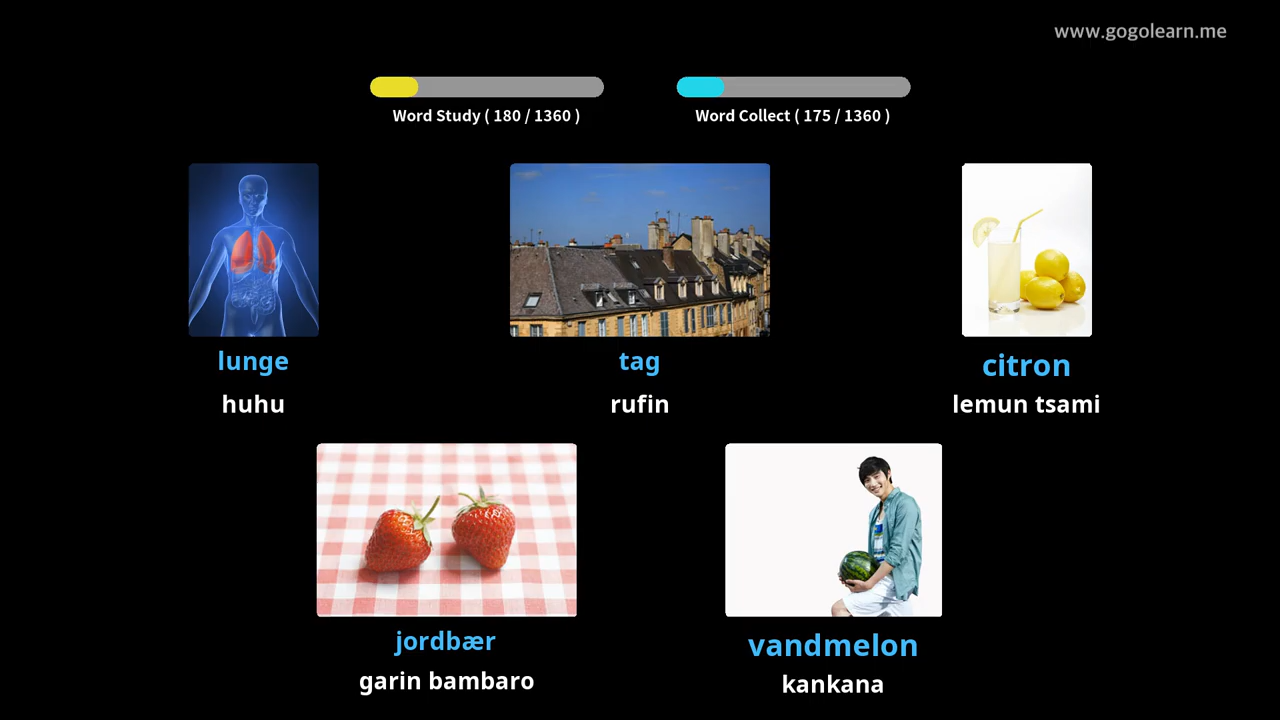 www.gogolearn.me
Word Study ( 180 / 1360 )
Word Collect ( 175 / 1360 )
lunge
huhu
tag
rufin
citron
lemun tsami
jordbær
garin bambaro
vandmelon
kankana